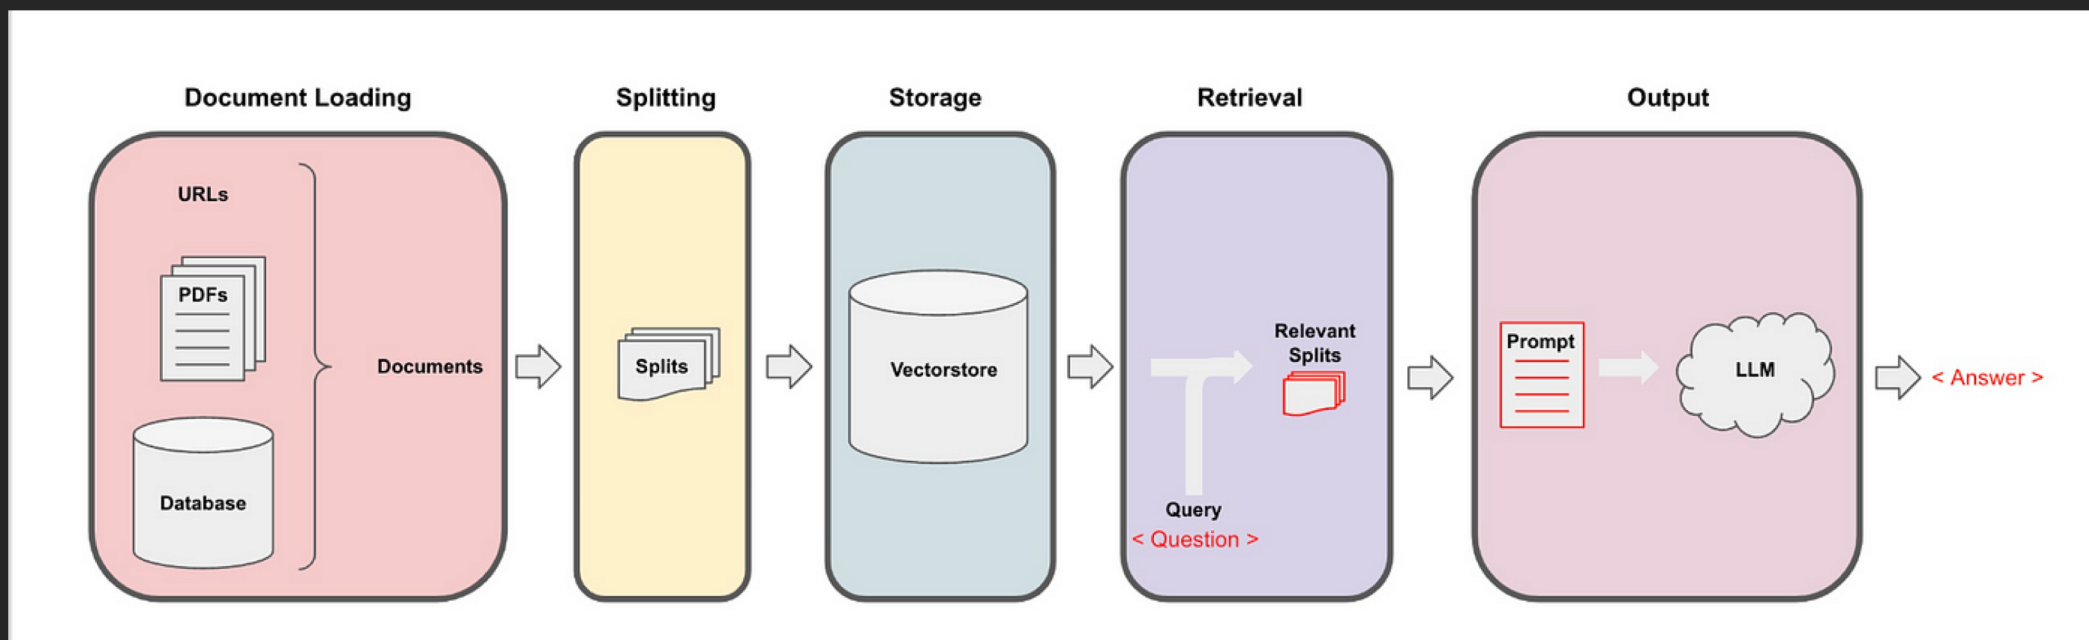 Document Loading
Splitting
Storage
Retrieval
Output
URLs
PDFs
Database
Documents
Splits
Vectorstore
Relevant
Splits
Query
< Question >
Prompt
LLM
< Answer >